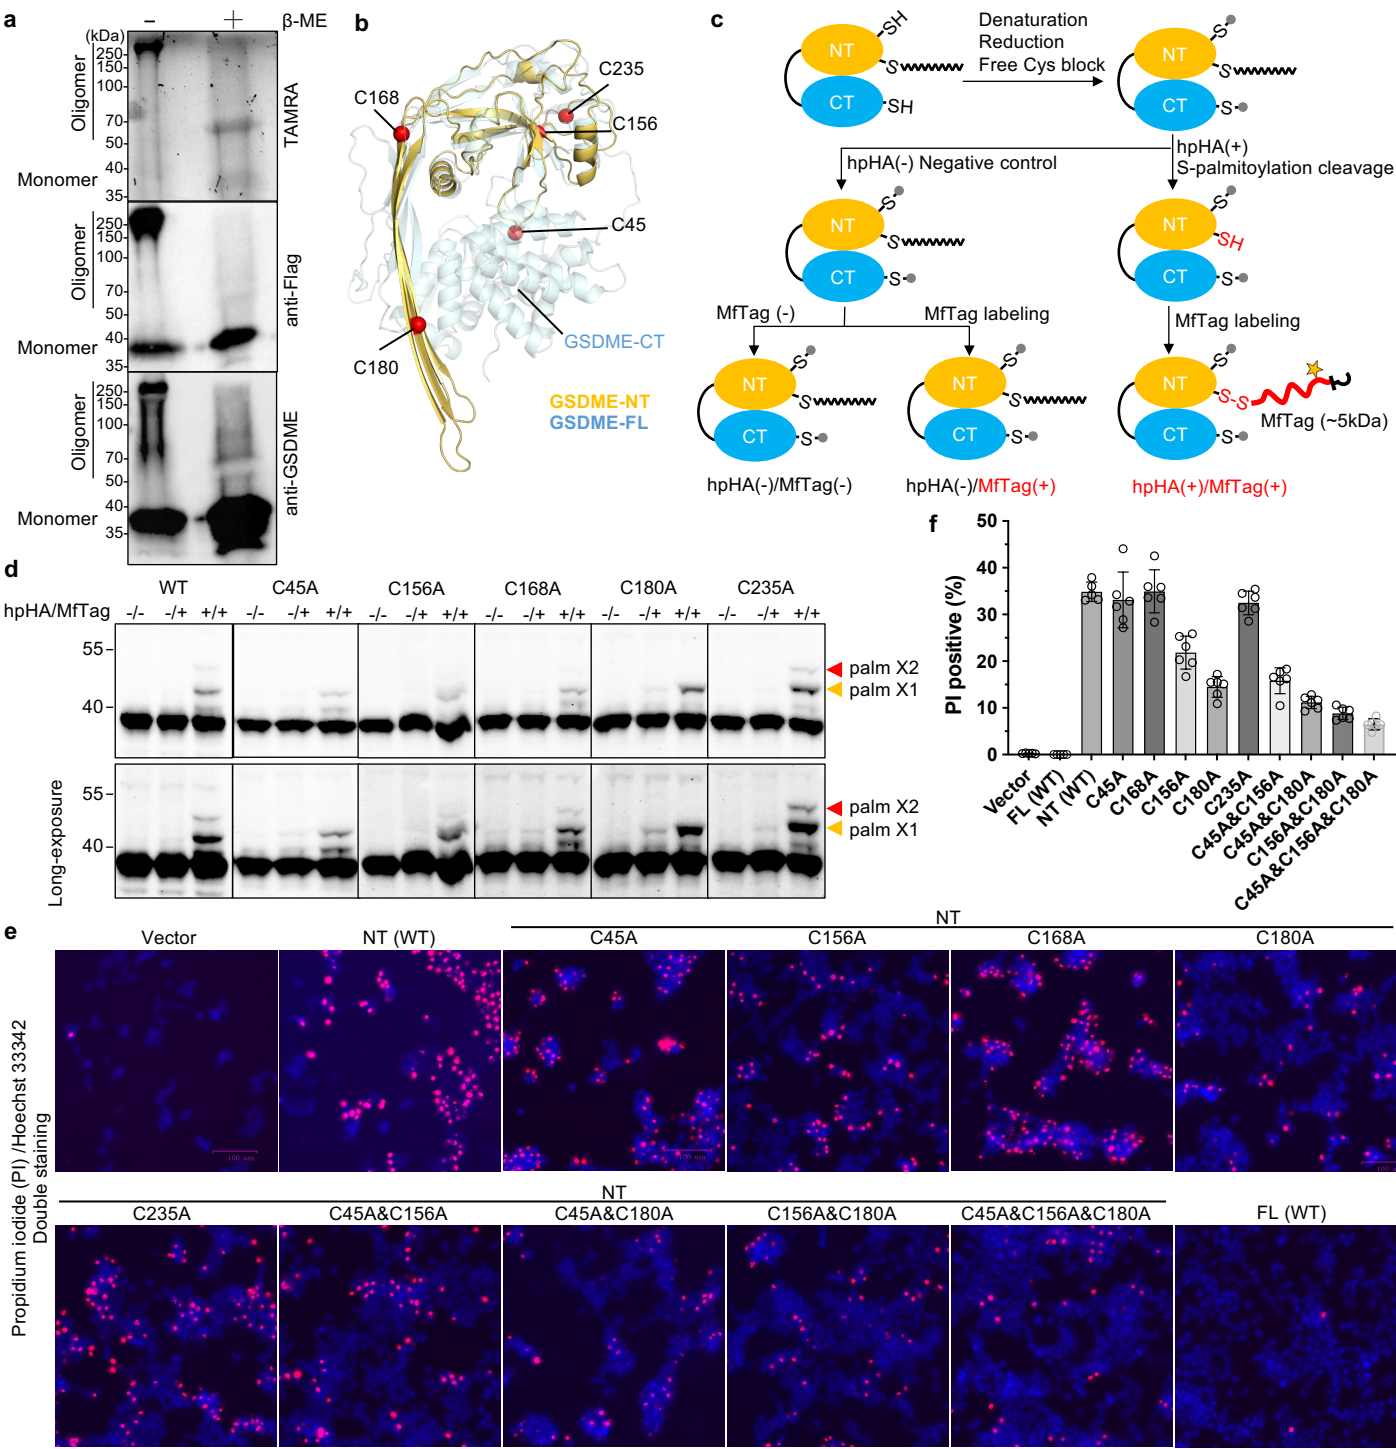 a
− + β-ME
(kDa)
Oligomer
250
150
100
70
50
40
Monomer
35
TAMRA
Oligomer
250
150
100
70
50
40
Monomer
35
anti-Flag
Oligomer
250
150
100
70
50
40
Monomer
35
anti-GSDME
b
C235
C168
C156
C45
C180
GSDME-CT
GSDME-NT
GSDME-FL
c
NT
CT
SH
S
SH
Denaturation
Reduction
Free Cys block
NT
CT
S
S
S
hpHA(-) Negative control
hpHA(+)
S-palmitoylation cleavage
NT
CT
S
S
S
NT
CT
S
SH
S
MfTag (-)
MfTag labeling
MfTag labeling
NT
CT
S
S
S
NT
CT
S
S
S
NT
CT
S
S-S
S
MfTag (~5kDa)
hpHA(-)/MfTag(-)
hpHA(-)/MfTag(+)
hpHA(+)/MfTag(+)
d
WT C45A C156A C168A C180A C235A
hpHA/MfTag -/- -/+ +/+ -/- -/+ +/+ -/- -/+ +/+ -/- -/+ +/+ -/- -/+ +/+ -/- -/+ +/+
55
palm X2
palm X1
40
Long-exposure
55
palm X2
palm X1
40
f
PI positive (%)
50
40
30
20
10
0
Vector
FL (WT)
NT (WT)
C45A
C168A
C156A
C180A
C235A
C45A&C156A
C45A&C180A
C156A&C180A
C45A&C156A&C180A
e
Propidium iodide (PI) /Hoechst 33342
Double staining
NT
Vector NT (WT) C45A C156A C168A C180A
100 um
100 um
NT
C235A C45A&C156A C45A&C180A C156A&C180A C45A&C156A&C180A FL (WT)